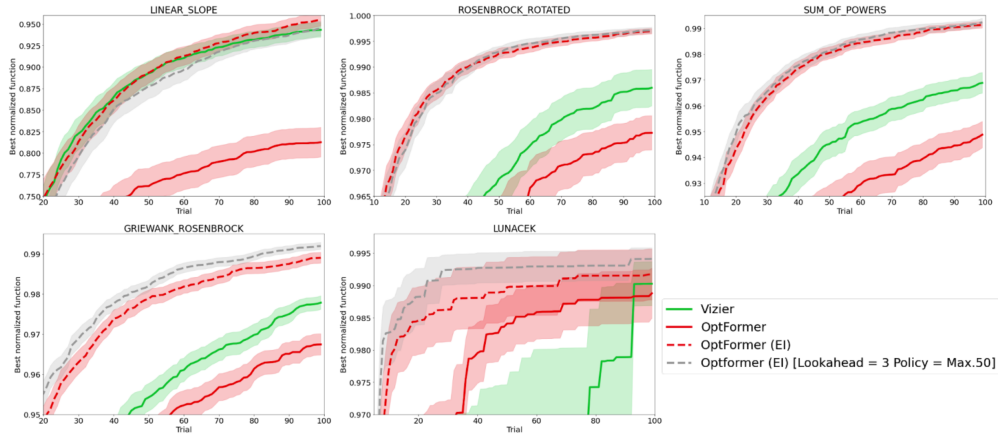 LINEAR_SLOPE
Best normalized function
0.950
0.925
0.900
0.875
0.850
0.825
0.800
0.775
0.750
20 30 40 50 60 70 80 90 100
Trial
ROSENBROCK_ROTATED
Best normalized function
1.000
0.995
0.990
0.985
0.980
0.975
0.970
0.965
10 20 30 40 50 60 70 80 90 100
Trial
SUM_OF_POWERS
Best normalized function
0.99
0.98
0.97
0.96
0.95
0.94
0.93
10 20 30 40 50 60 70 80 90 100
Trial
GRIEWANK_ROSENBROCK
Best normalized function
0.99
0.98
0.97
0.96
0.95
20 30 40 50 60 70 80 90 100
Trial
LUNACEK
Best normalized function
0.995
0.990
0.985
0.980
0.975
0.970
20 40 60 80 100
Trial
Vizier
OptFormer
OptFormer (EI)
Optformer (EI) [Lookahead = 3 Policy = Max.50]